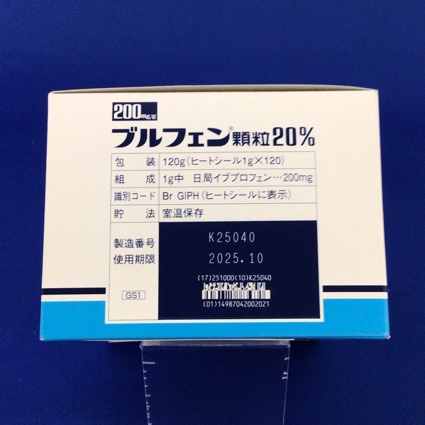 200mg/g
ブルフェン®顆粒20%
包 装 120g(ヒートシール1g×120)
組 成 1g中 日局イブプロフェン…200mg
識別コード Br GIPH(ヒートシールに表示)
貯 法 室温保存
製造番号 K25040
使用期限 2025.10
(17)251000(10)K25040
(01)14987042002021
GS1